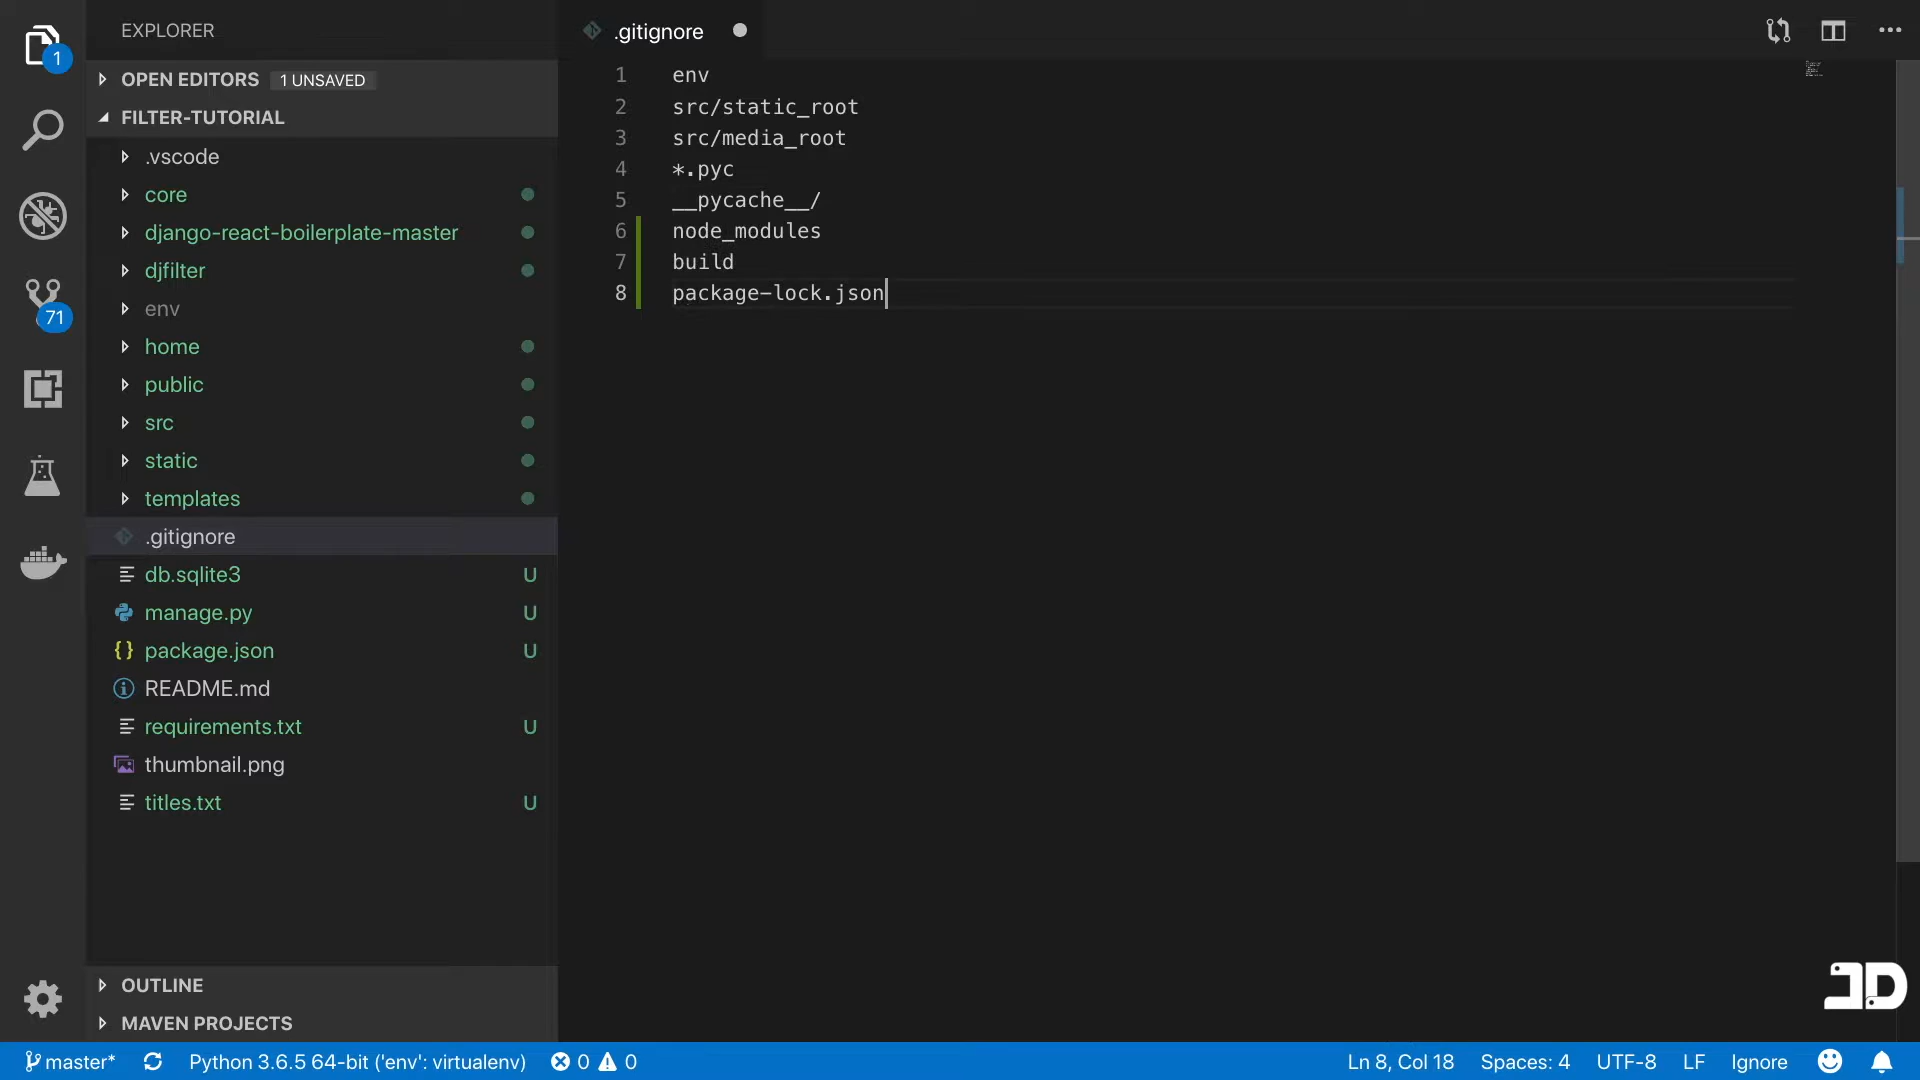 EXPLORER
OPEN EDITORS 1 UNSAVED
FILTER-TUTORIAL
.vscode
core
django-react-boilerplate-master
djfilter
env
home
public
src
static
templates
.gitignore
db.sqlite3 U
manage.py U
package.json U
README.md
requirements.txt U
thumbnail.png
titles.txt U
OUTLINE
MAVEN PROJECTS
1
71
.gitignore
1 env
2 src/static_root
3 src/media_root
4 *.pyc
5 __pycache__/
6 node_modules
7 build
8 package-lock.json
JD
master* Python 3.6.5 64-bit ('env': virtualenv) 0 0 Ln 8, Col 18 Spaces: 4 UTF-8 LF Ignore